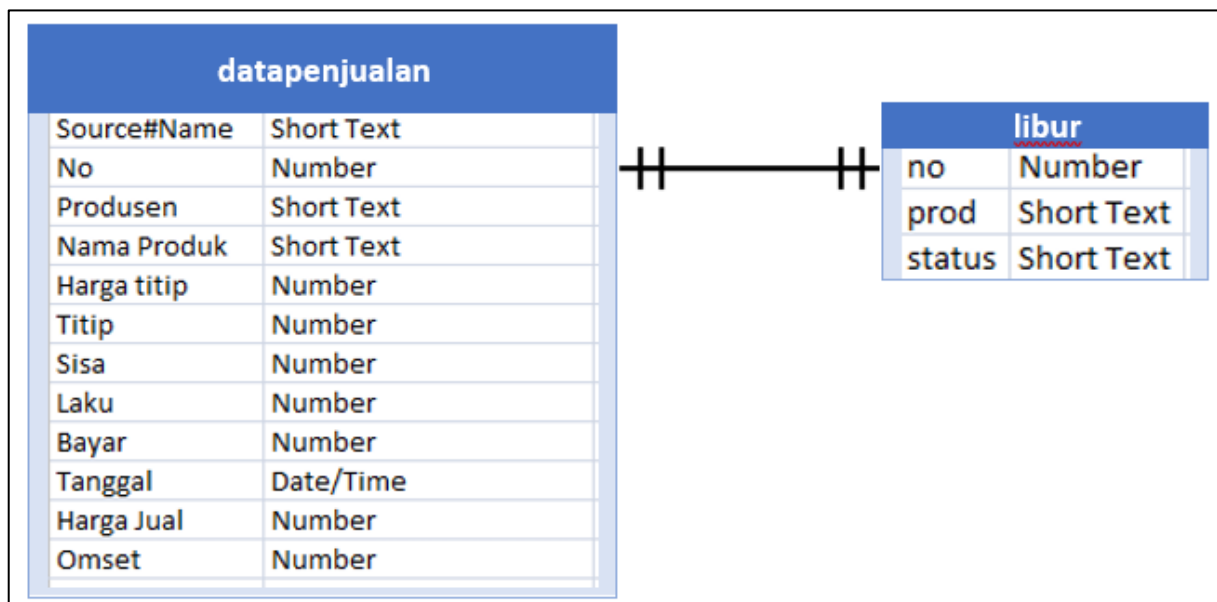 datapenjualan
Source#Name Short Text
No Number
Produsen Short Text
Nama Produk Short Text
Harga titip Number
Titip Number
Sisa Number
Laku Number
Bayar Number
Tanggal Date/Time
Harga Jual Number
Omset Number
libur
no Number
prod Short Text
status Short Text